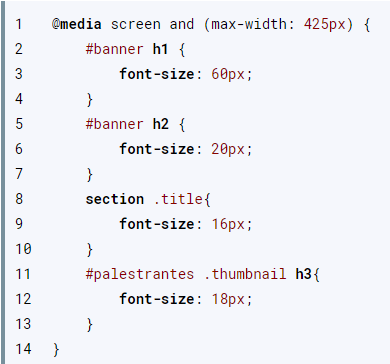 1 @media screen and (max-width: 425px) {
2     #banner h1 {
3         font-size: 60px;
4     }
5     #banner h2 {
6         font-size: 20px;
7     }
8     section .title{
9         font-size: 16px;
10     }
11     #palestrantes .thumbnail h3{
12         font-size: 18px;
13     }
14 }